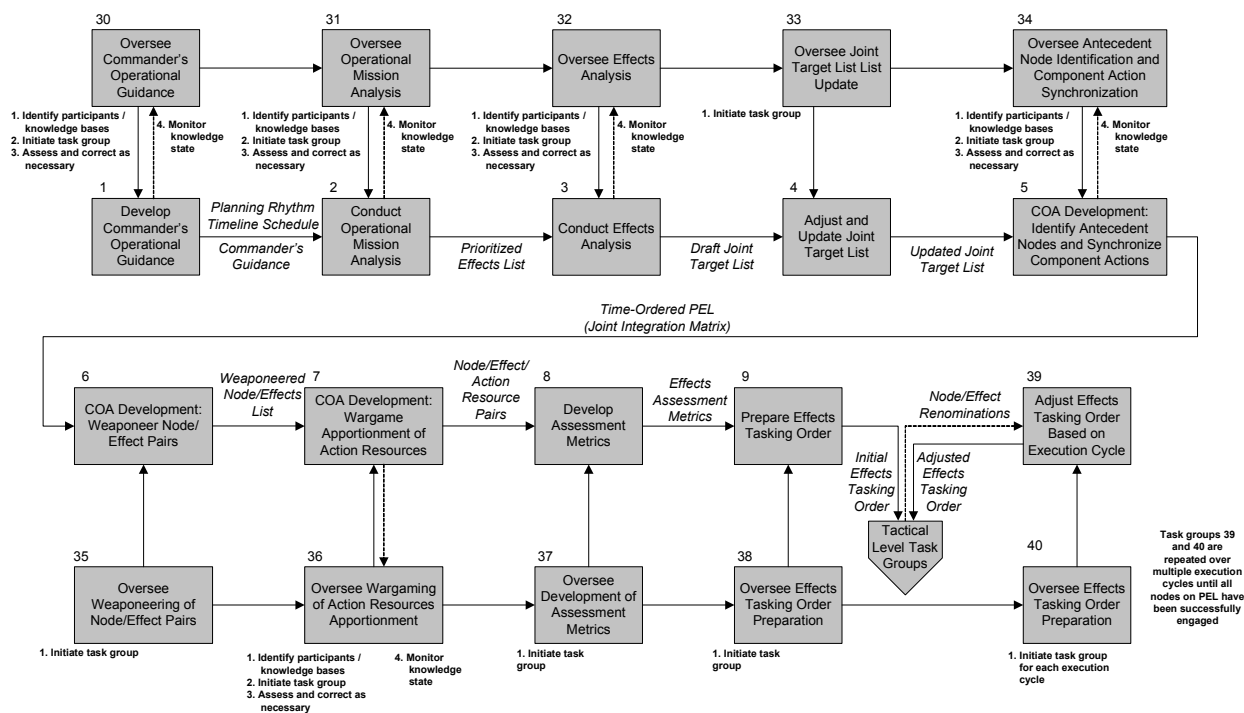 30
Oversee
Commander's
Operational
Guidance
31
Oversee
Operational
Mission
Analysis
32
Oversee Effects
Analysis
33
Oversee Joint
Target List List
Update
34
Oversee Antecedent
Node Identification and
Component Action
Synchronization
1. Identify participants /
knowledge bases
2. Initiate task group
3. Assess and correct as
necessary
4. Monitor
knowledge
state
1. Identify participants /
knowledge bases
2. Initiate task group
3. Assess and correct as
necessary
4. Monitor
knowledge
state
1. Identify participants /
knowledge bases
2. Initiate task group
3. Assess and correct as
necessary
4. Monitor
knowledge
state
1. Initiate task group
1. Identify participants /
knowledge bases
2. Initiate task group
3. Assess and correct as
necessary
4. Monitor
knowledge
state
1
Develop
Commander's
Operational
Guidance
Planning Rhythm
Timeline Schedule
Commander's
Guidance
2
Conduct
Operational
Mission
Analysis
Prioritized
Effects List
3
Conduct Effects
Analysis
Draft Joint
Target List
4
Adjust and
Update Joint
Target List
Updated Joint
Target List
5
COA Development:
Identify Antecedent
Nodes and Synchronize
Component Actions
Time-Ordered PEL
(Joint Integration Matrix)
6
COA Development:
Weaponeer Node/
Effect Pairs
Weaponeered
Node/Effects
List
7
COA Development:
Wargame
Apportionment of
Action Resources
Node/Effect/
Action
Resource
Pairs
8
Develop
Assessment
Metrics
Effects
Assessment
Metrics
9
Prepare Effects
Tasking Order
Node/Effect
Renominations
39
Adjust Effects
Tasking Order
Based on
Execution Cycle
Initial
Effects
Tasking
Order
Adjusted
Effects
Tasking
Order
Tactical
Level Task
Groups
35
Oversee
Weaponeering of
Node/Effect Pairs
36
Oversee Wargaming
of Action Resources
Apportionment
37
Oversee
Development of
Assessment
Metrics
38
Oversee Effects
Tasking Order
Preparation
40
Oversee Effects
Tasking Order
Preparation
Task groups 39
and 40 are
repeated over
multiple execution
cycles until all
nodes on PEL have
been successfully
engaged
1. Initiate task group
1. Identify participants /
knowledge bases
2. Initiate task group
3. Assess and correct as
necessary
4. Monitor
knowledge
state
1. Initiate task
group
1. Initiate task
group
1. Initiate task group
for each execution
cycle